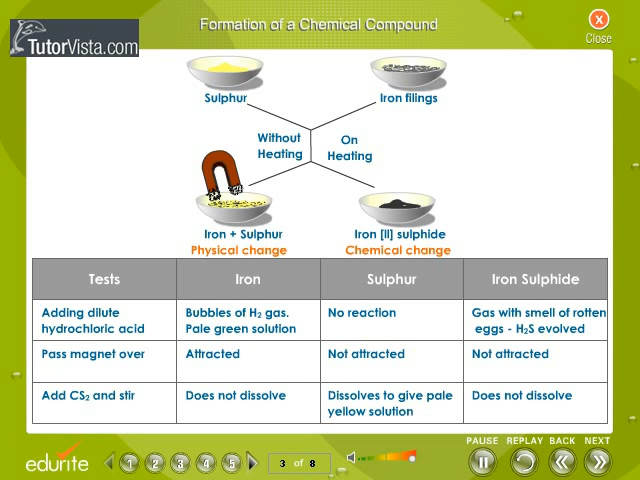 Formation of a Chemical Compound
Close
TutorVista.com
Sulphur
Iron filings
Without
Heating
On
Heating
Iron + Sulphur
Physical change
Iron [II] sulphide
Chemical change
Tests
Iron
Sulphur
Iron Sulphide
Adding dilute
hydrochloric acid
Bubbles of H₂ gas.
Pale green solution
No reaction
Gas with smell of rotten
eggs - H₂S evolved
Pass magnet over
Attracted
Not attracted
Not attracted
Add CS₂ and stir
Does not dissolve
Dissolves to give pale
yellow solution
Does not dissolve
edurite
1 2 3 4 5
3 of 8
PAUSE REPLAY BACK NEXT